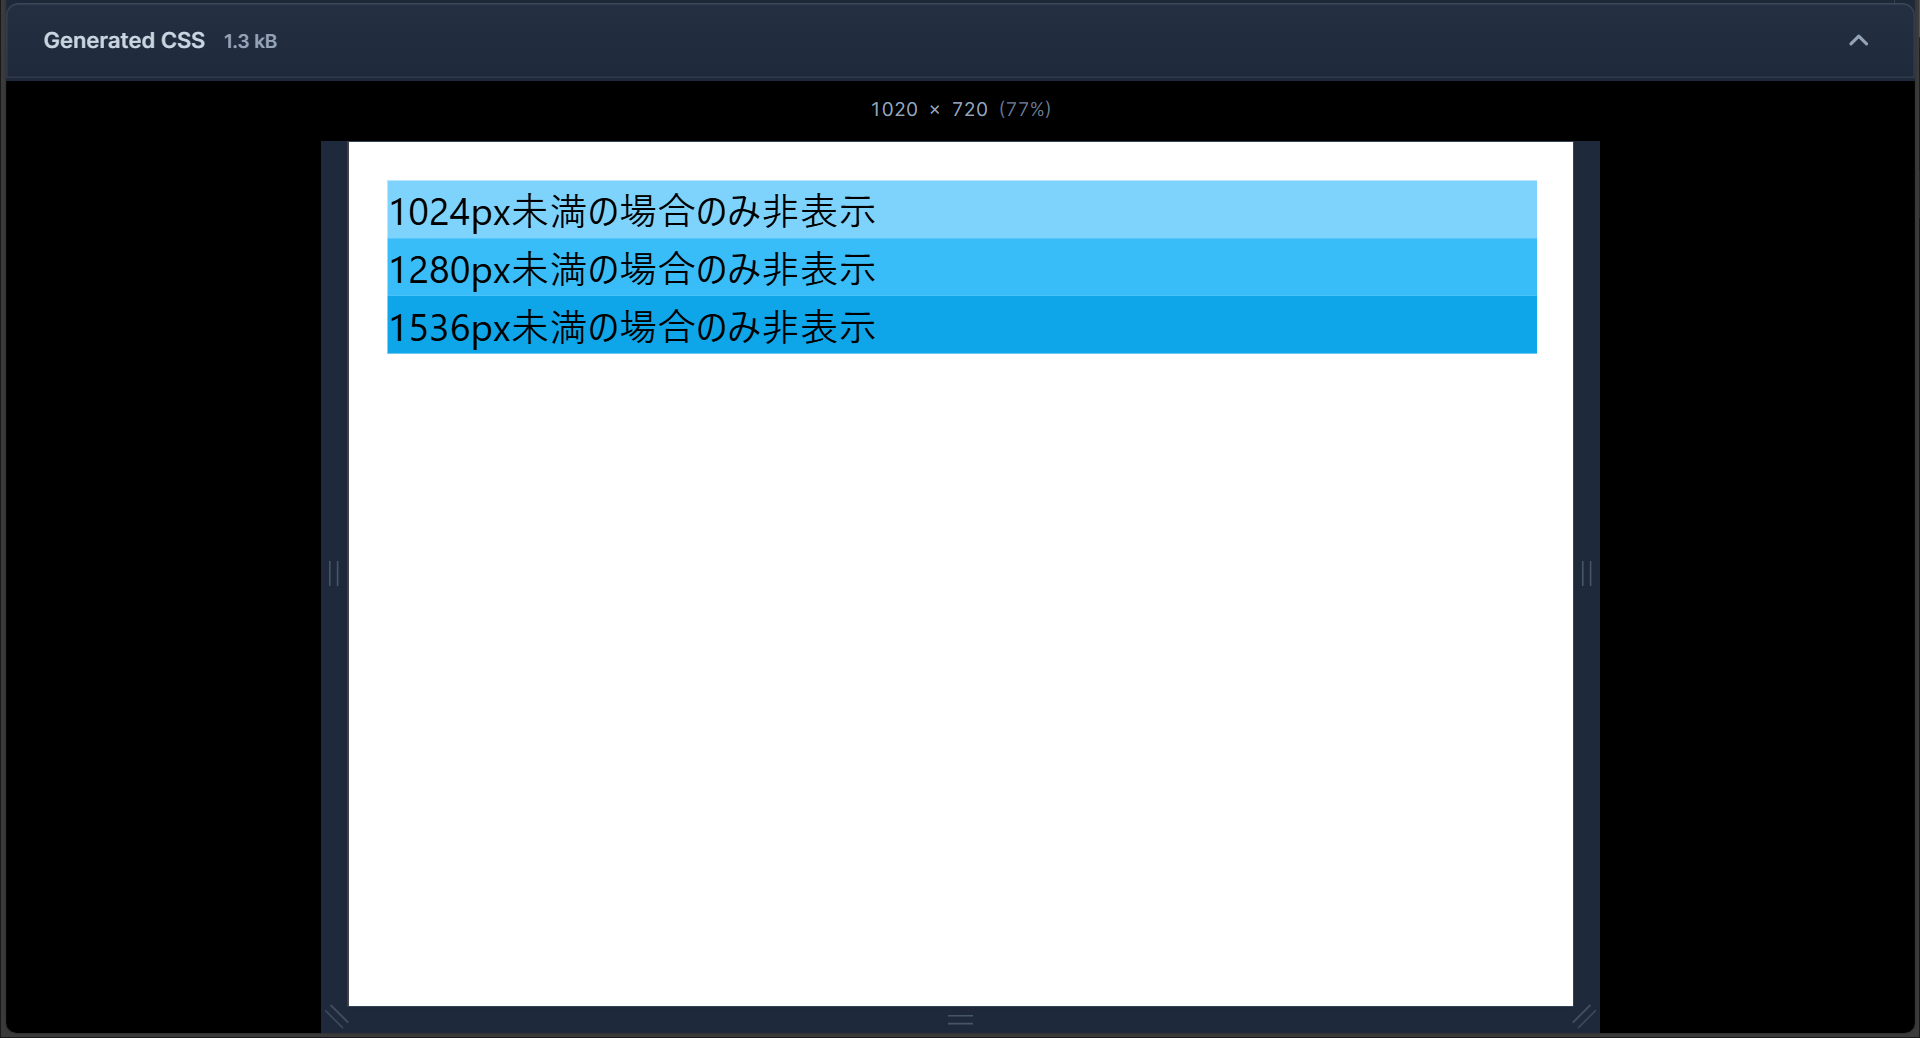 Generated CSS 1.3 kB
1020 × 720 (77%)
1024px未満の場合のみ非表示
1280px未満の場合のみ非表示
1536px未満の場合のみ非表示